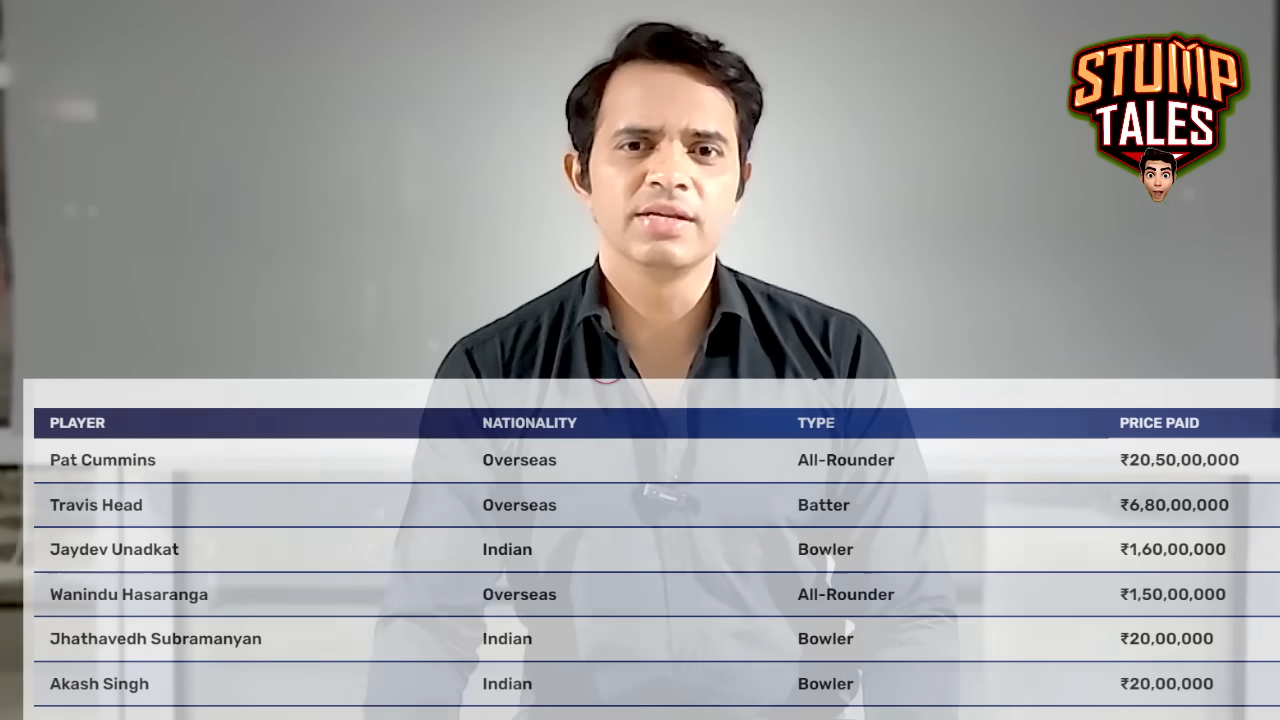 STUMP
TALES
PLAYER NATIONALITY TYPE PRICE PAID
Pat Cummins Overseas All-Rounder ₹20,50,00,000
Travis Head Overseas Batter ₹6,80,00,000
Jaydev Unadkat Indian Bowler ₹1,60,00,000
Wanindu Hasaranga Overseas All-Rounder ₹1,50,00,000
Jhathavedh Subramanyan Indian Bowler ₹20,00,000
Akash Singh Indian Bowler ₹20,00,000